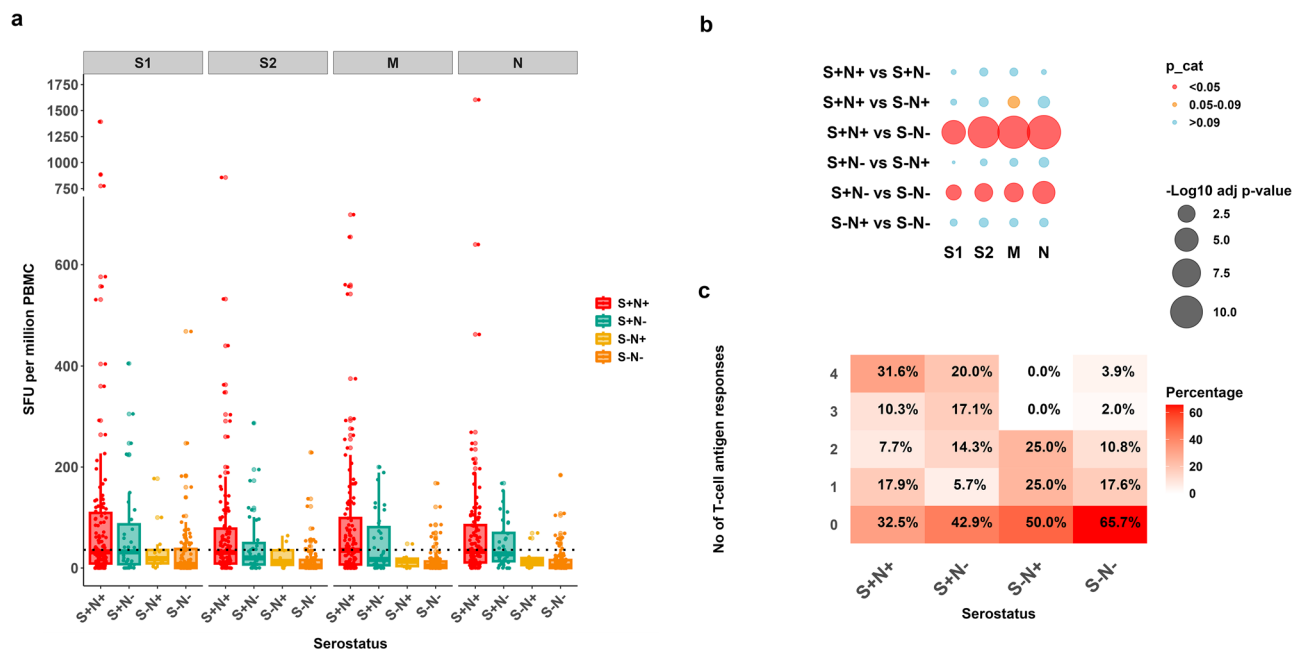 a
S1 S2 M N
1750
1500
1250
1000
750
600
400
200
0
SFU per million PBMC
S+N+ S+N- S-N+ S-N- S+N+ S+N- S-N+ S-N- S+N+ S+N- S-N+ S-N- S+N+ S+N- S-N+ S-N-
Serostatus
S+N+
S+N-
S-N+
S-N-
b
S+N+ vs S+N-
S+N+ vs S-N+
S+N+ vs S-N-
S+N- vs S-N+
S+N- vs S-N-
S-N+ vs S-N-
S1 S2 M N
p_cat
<0.05
0.05-0.09
>0.09
-Log10 adj p-value
2.5
5.0
7.5
10.0
c
No of T-cell antigen responses
4 31.6% 20.0% 0.0% 3.9%
3 10.3% 17.1% 0.0% 2.0%
2 7.7% 14.3% 25.0% 10.8%
1 17.9% 5.7% 25.0% 17.6%
0 32.5% 42.9% 50.0% 65.7%
S+N+ S+N- S-N+ S-N-
Serostatus
Percentage
60
40
20
0